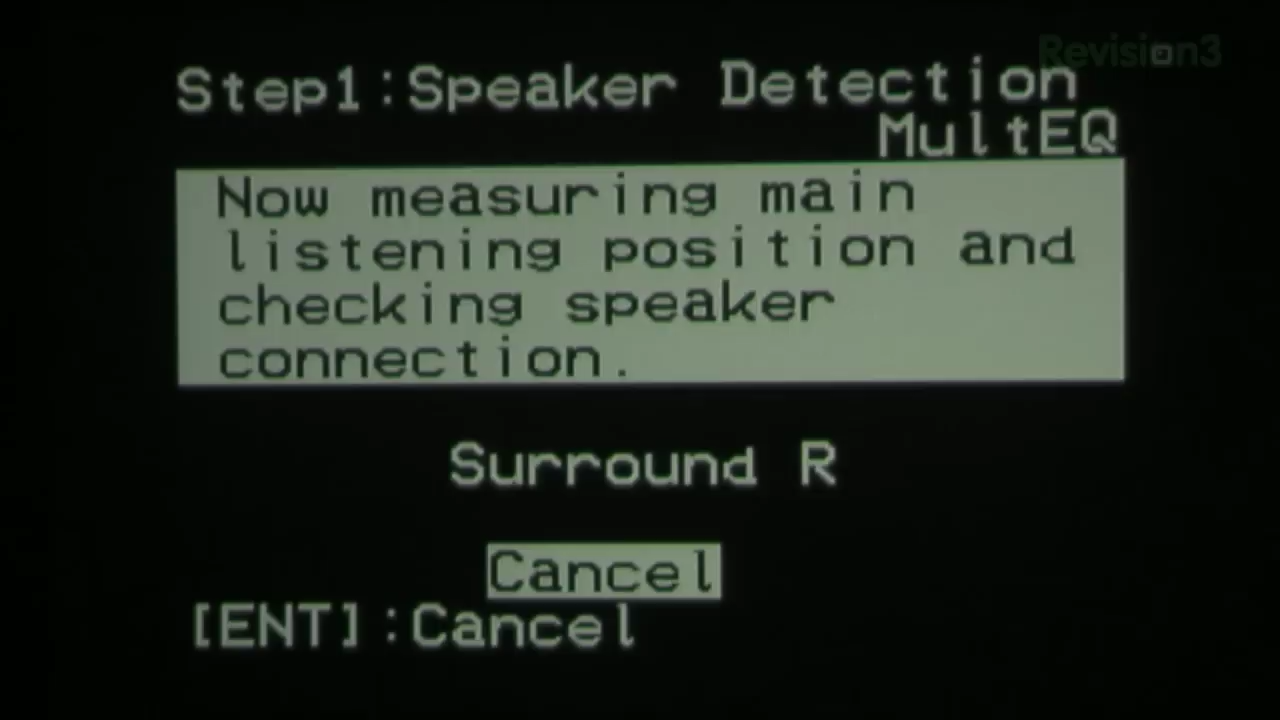 Revision3
Step1:Speaker Detection
MultEQ
Now measuring main
listening position and
checking speaker
connection.
Surround R
Cancel
[ENT]:Cancel